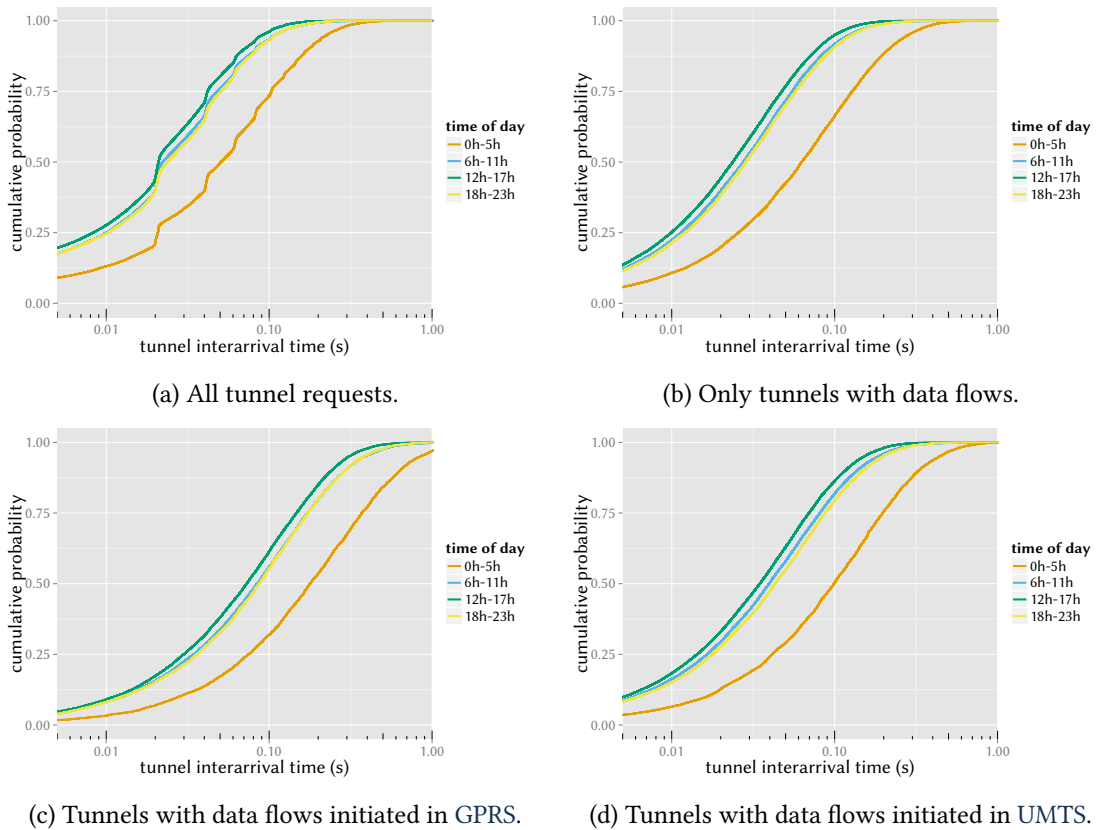 1.00
0.75
0.50
0.25
0.00
cumulative probability
0.01
0.10
1.00
tunnel interarrival time (s)
time of day
0h-5h
6h-11h
12h-17h
18h-23h
(a) All tunnel requests.
1.00
0.75
0.50
0.25
0.00
cumulative probability
0.01
0.10
1.00
tunnel interarrival time (s)
time of day
0h-5h
6h-11h
12h-17h
18h-23h
(b) Only tunnels with data flows.
1.00
0.75
0.50
0.25
0.00
cumulative probability
0.01
0.10
1.00
tunnel interarrival time (s)
time of day
0h-5h
6h-11h
12h-17h
18h-23h
(c) Tunnels with data flows initiated in GPRS.
1.00
0.75
0.50
0.25
0.00
cumulative probability
0.01
0.10
1.00
tunnel interarrival time (s)
time of day
0h-5h
6h-11h
12h-17h
18h-23h
(d) Tunnels with data flows initiated in UMTS.